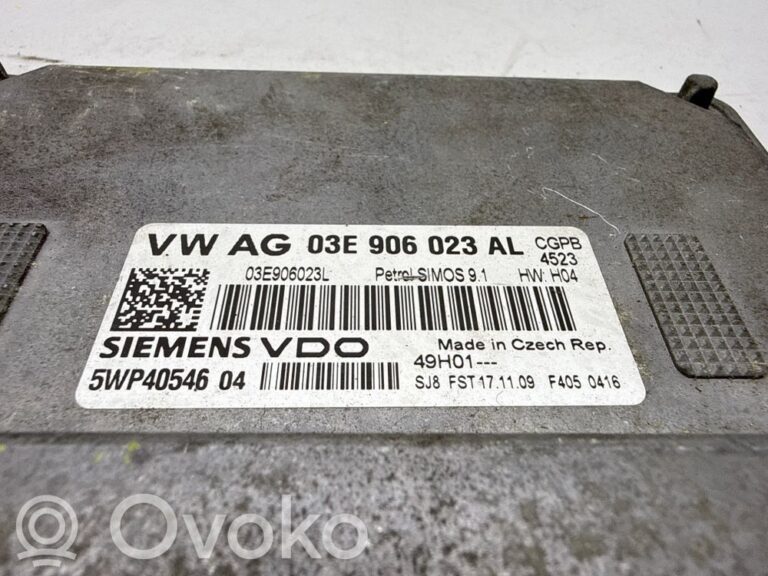 VW AG 03E 906 023 AL CGPB
4523
03E906023L Petrol SIMOS 9.1 HW: H04
SIEMENS VDO Made in Czech Rep.
49H01---
5WP40546 04 SJ8 FST 17.11.09 F405 0416
© Ovoko